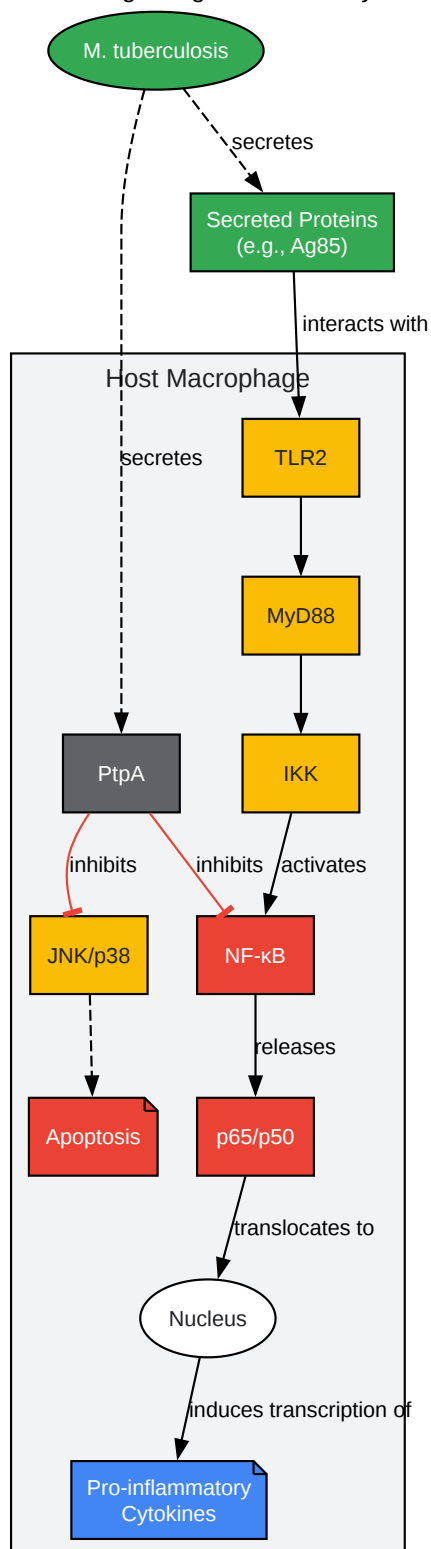 M. tuberculosis
secretes
Secreted Proteins
(e.g., Ag85)
interacts with
Host Macrophage
secretes
TLR2
MyD88
PtpA
IKK
inhibits
inhibits
activates
JNK/p38
NF-κB
releases
Apoptosis
p65/p50
translocates to
Nucleus
induces transcription of
Pro-inflammatory
Cytokines